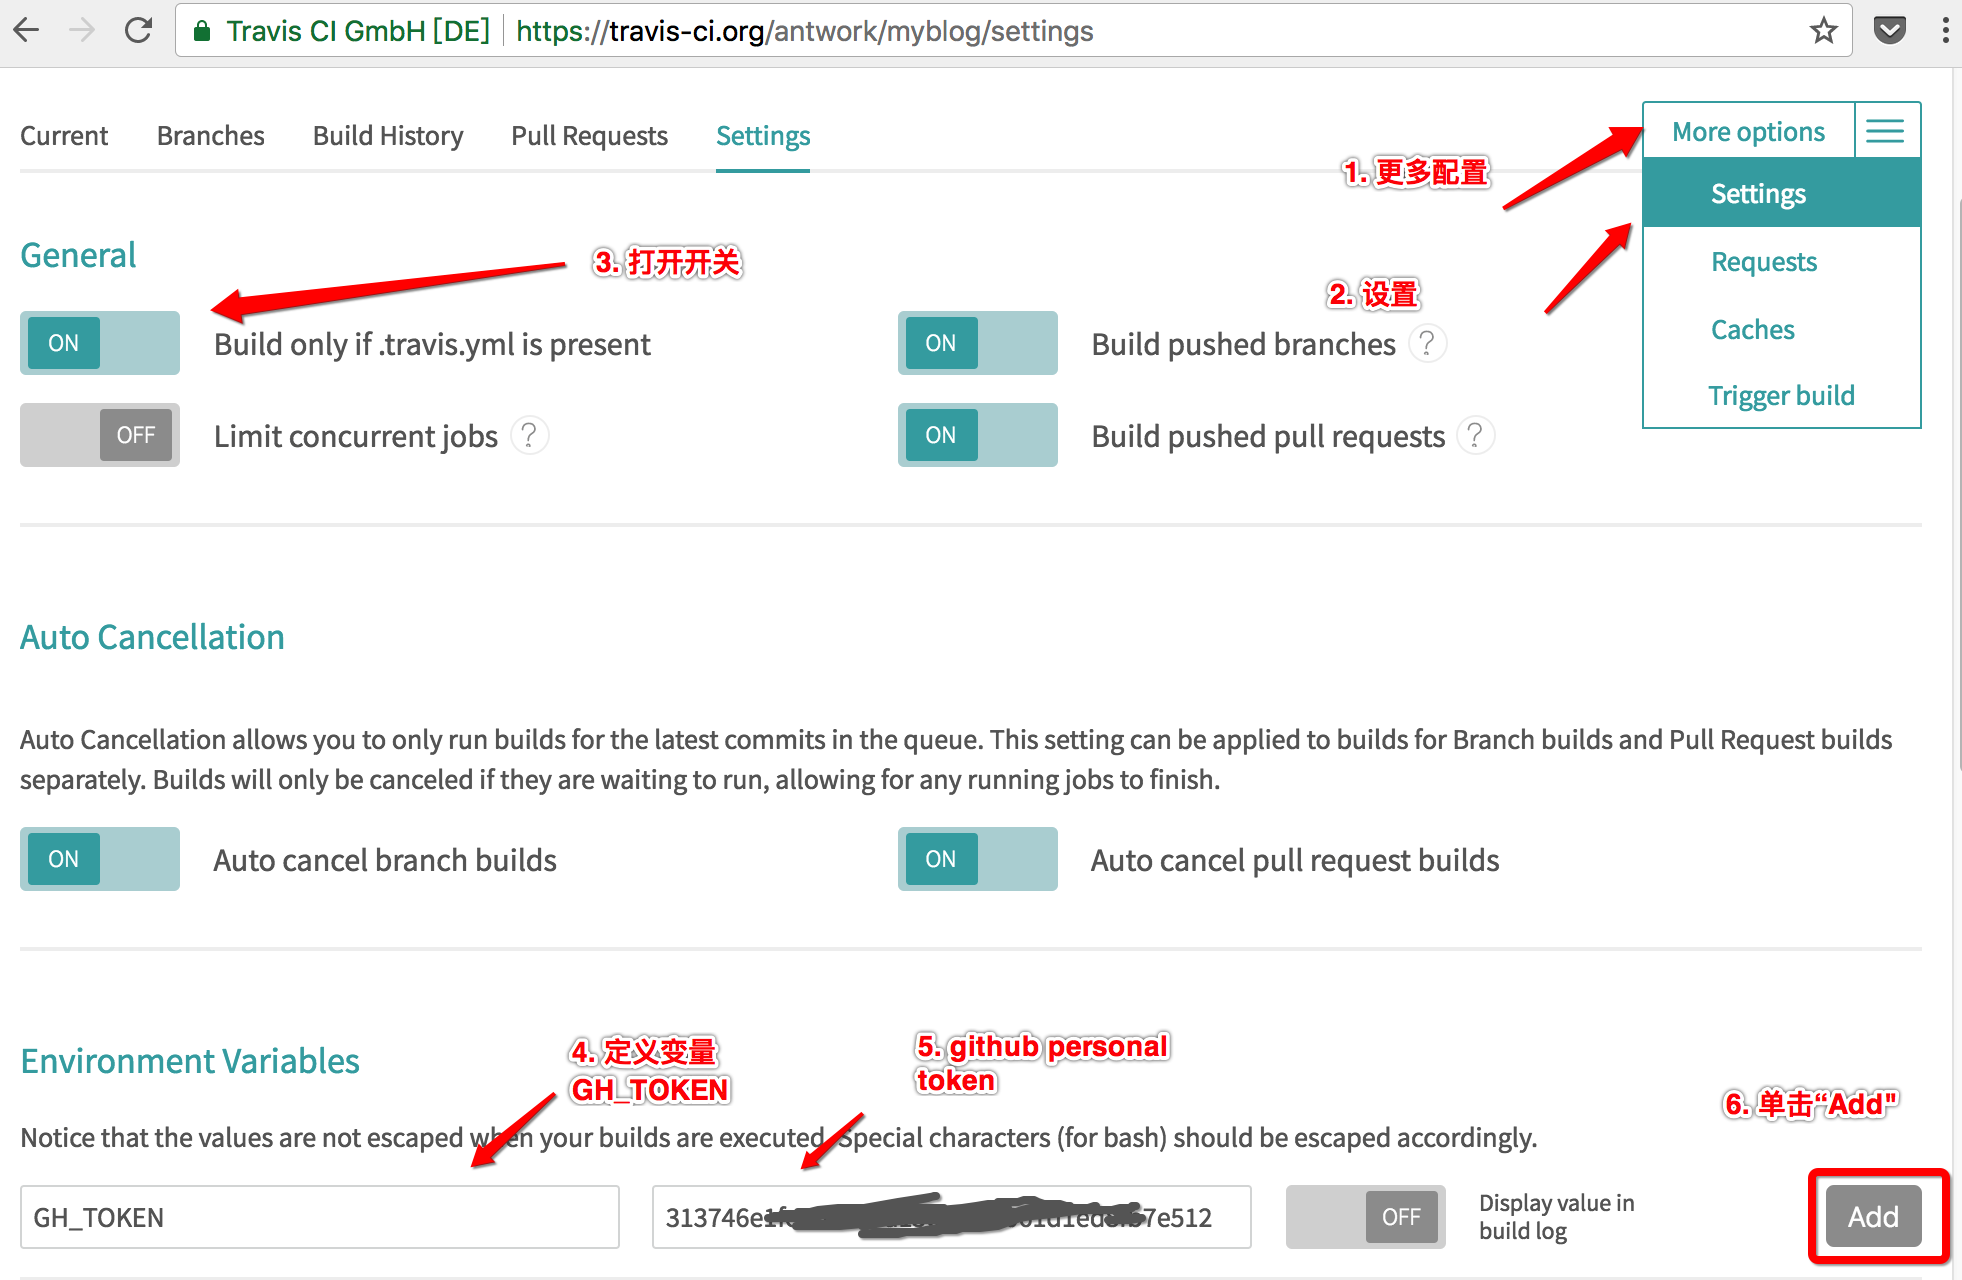 Travis CI GmbH [DE] https://travis-ci.org/antwork/myblog/settings
Current Branches Build History Pull Requests Settings
More options
1. 更多配置
Settings
2. 设置
Requests
Caches
Trigger build
General
3. 打开开关
ON Build only if .travis.yml is present
ON Build pushed branches ?
OFF Limit concurrent jobs ?
ON Build pushed pull requests ?
Auto Cancellation
Auto Cancellation allows you to only run builds for the latest commits in the queue. This setting can be applied to builds for Branch builds and Pull Request builds
separately. Builds will only be canceled if they are waiting to run, allowing for any running jobs to finish.
ON Auto cancel branch builds
ON Auto cancel pull request builds
Environment Variables
4. 定义变量
GH_TOKEN
5. github personal
token
6. 单击“Add"
Notice that the values are not escaped when your builds are executed. Special characters (for bash) should be escaped accordingly.
GH_TOKEN
OFF
Display value in
build log
Add